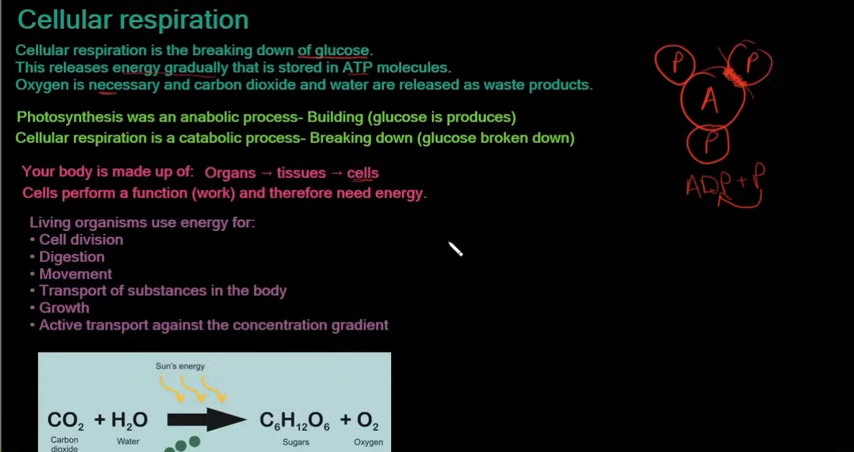 Cellular respiration
Cellular respiration is the breaking down of glucose.
This releases energy gradually that is stored in ATP molecules.
Oxygen is necessary and carbon dioxide and water are released as waste products.
Photosynthesis was an anabolic process- Building (glucose is produces)
Cellular respiration is a catabolic process- Breaking down (glucose broken down)
Your body is made up of: Organs → tissues → cells
Cells perform a function (work) and therefore need energy.
Living organisms use energy for:
• Cell division
• Digestion
• Movement
• Transport of substances in the body
• Growth
• Active transport against the concentration gradient
P P
A
P
ADP + P
Sun's energy
CO₂ + H₂O C₆H₁₂O₆ + O₂
Carbon dioxide Water Sugars Oxygen